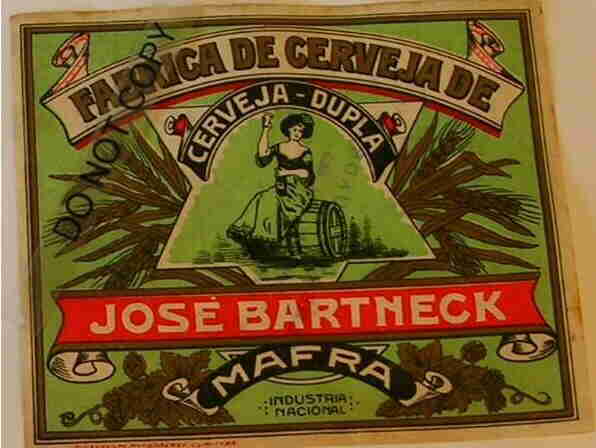 FABRICA DE CERVEJA DE
CERVEJA-DUPLA
JOSÉ BARTNECK
MAFRA
INDUSTRIA
NACIONAL
DO NOT COPY